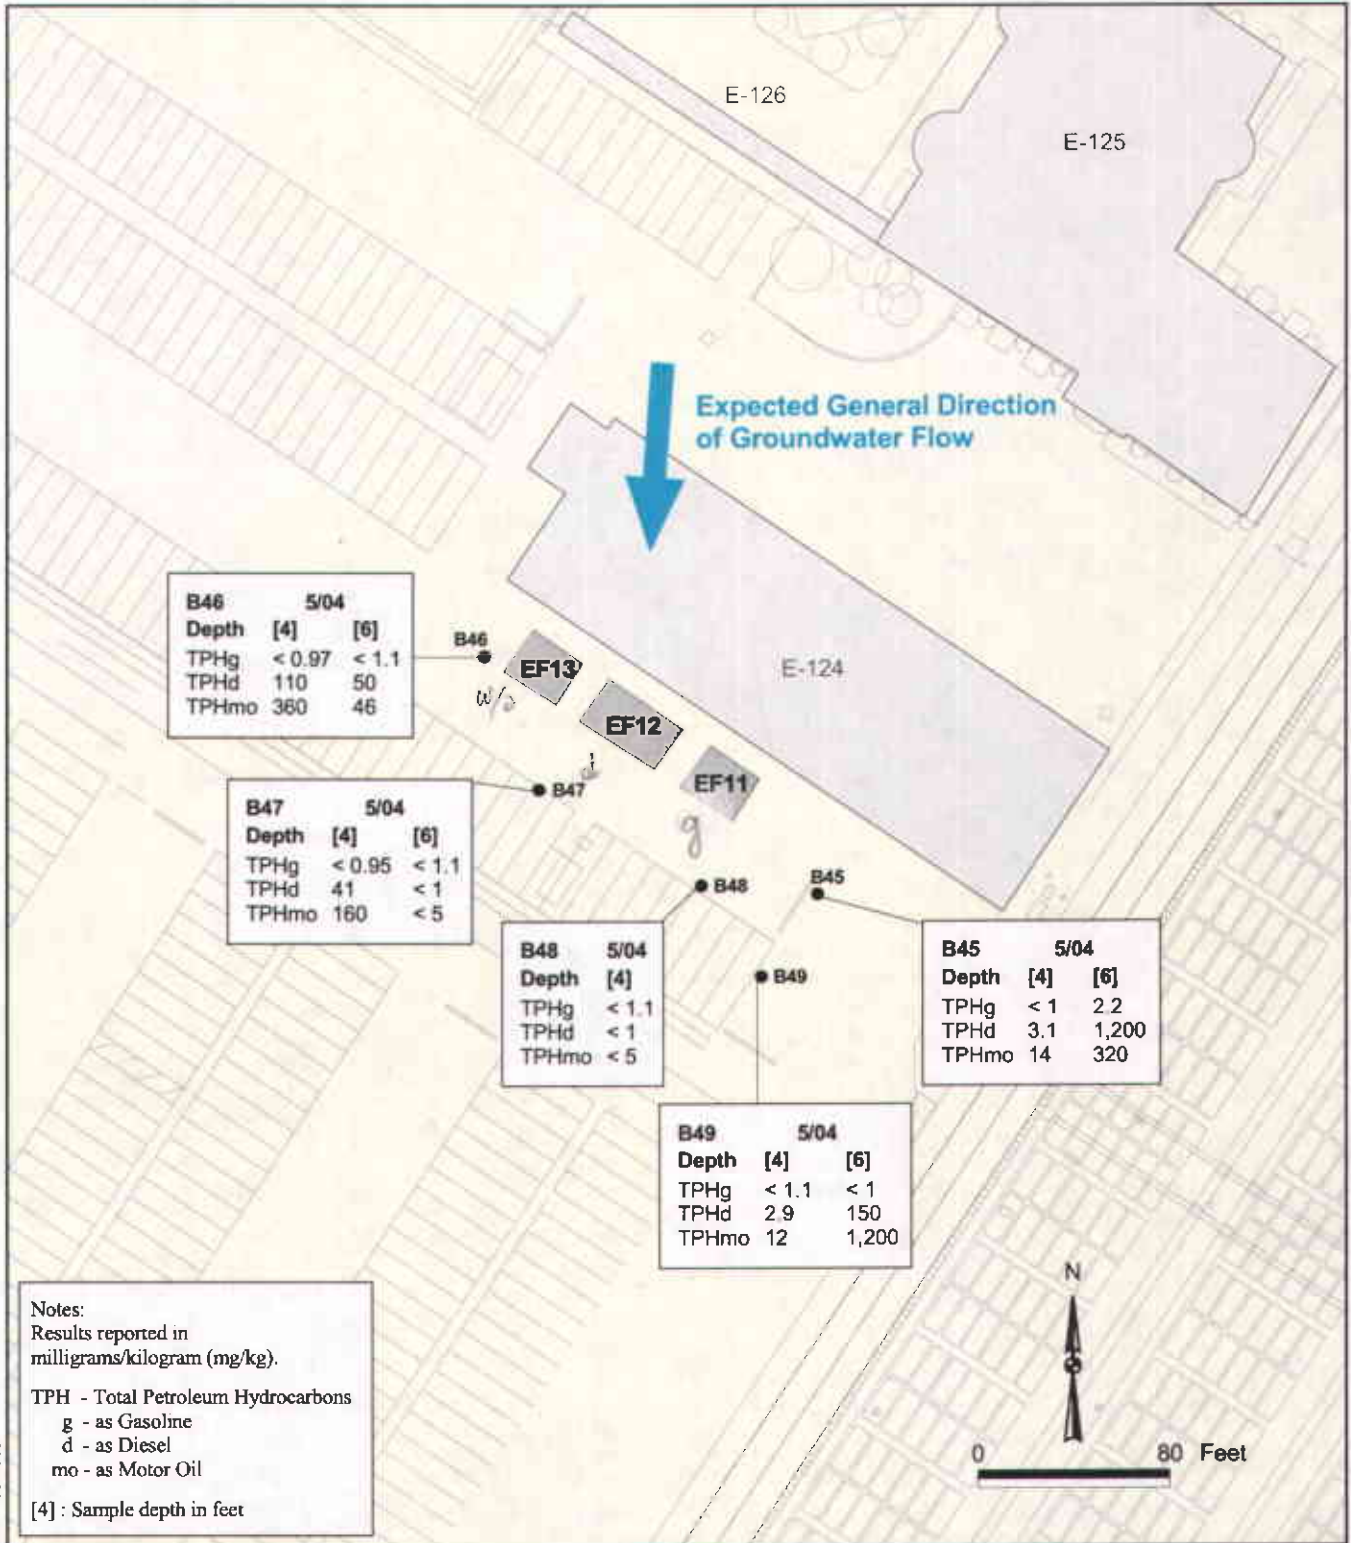 E-126
E-125
Expected General Direction
of Groundwater Flow
E-124
B46 5/04
Depth [4] [6]
TPHg < 0.97 < 1.1
TPHd 110 50
TPHmo 360 46
B46
EF13
w/o
EF12
d
EF11
g
B47 5/04
Depth [4] [6]
TPHg < 0.95 < 1.1
TPHd 41 < 1
TPHmo 160 < 5
B47
B48
B45
B48 5/04
Depth [4]
TPHg < 1.1
TPHd < 1
TPHmo < 5
B49
B45 5/04
Depth [4] [6]
TPHg < 1 2.2
TPHd 3.1 1,200
TPHmo 14 320
B49 5/04
Depth [4] [6]
TPHg < 1.1 < 1
TPHd 2.9 150
TPHmo 12 1,200
Notes:
Results reported in
milligrams/kilogram (mg/kg).
TPH - Total Petroleum Hydrocarbons
g - as Gasoline
d - as Diesel
mo - as Motor Oil
[4] : Sample depth in feet
N
0 80 Feet